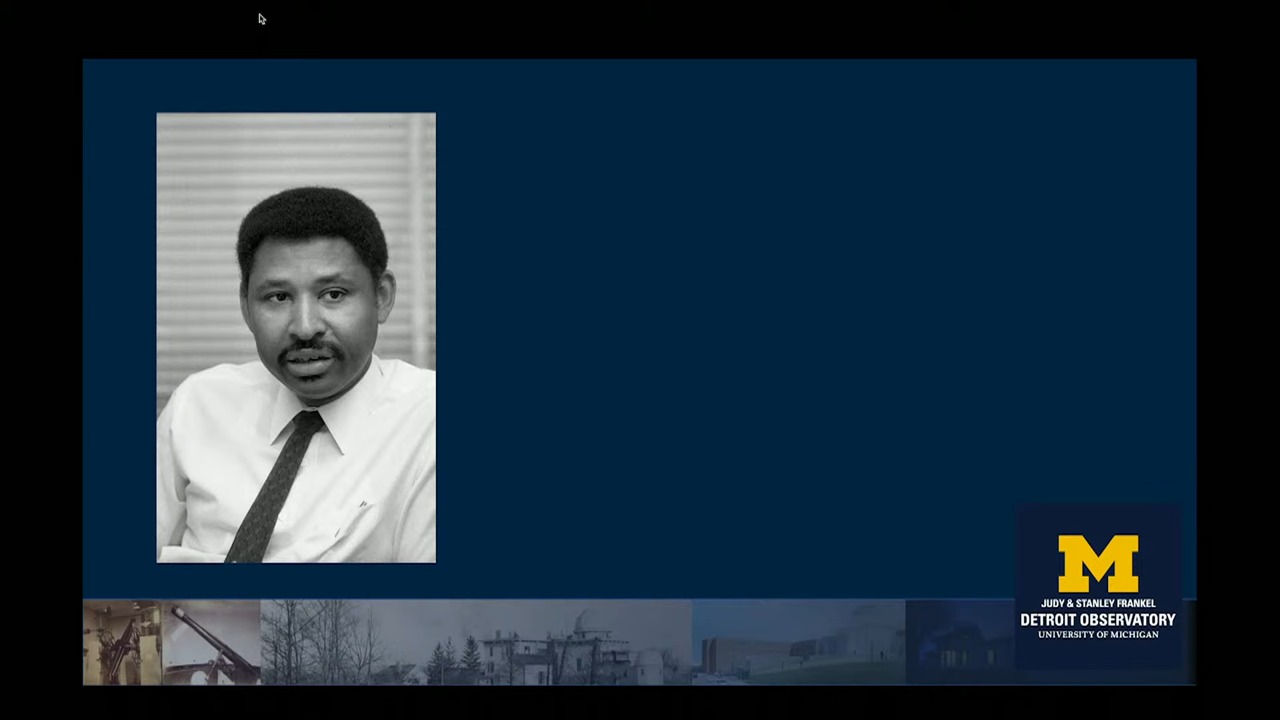 M
JUDY & STANLEY FRANKEL
DETROIT OBSERVATORY
UNIVERSITY OF MICHIGAN